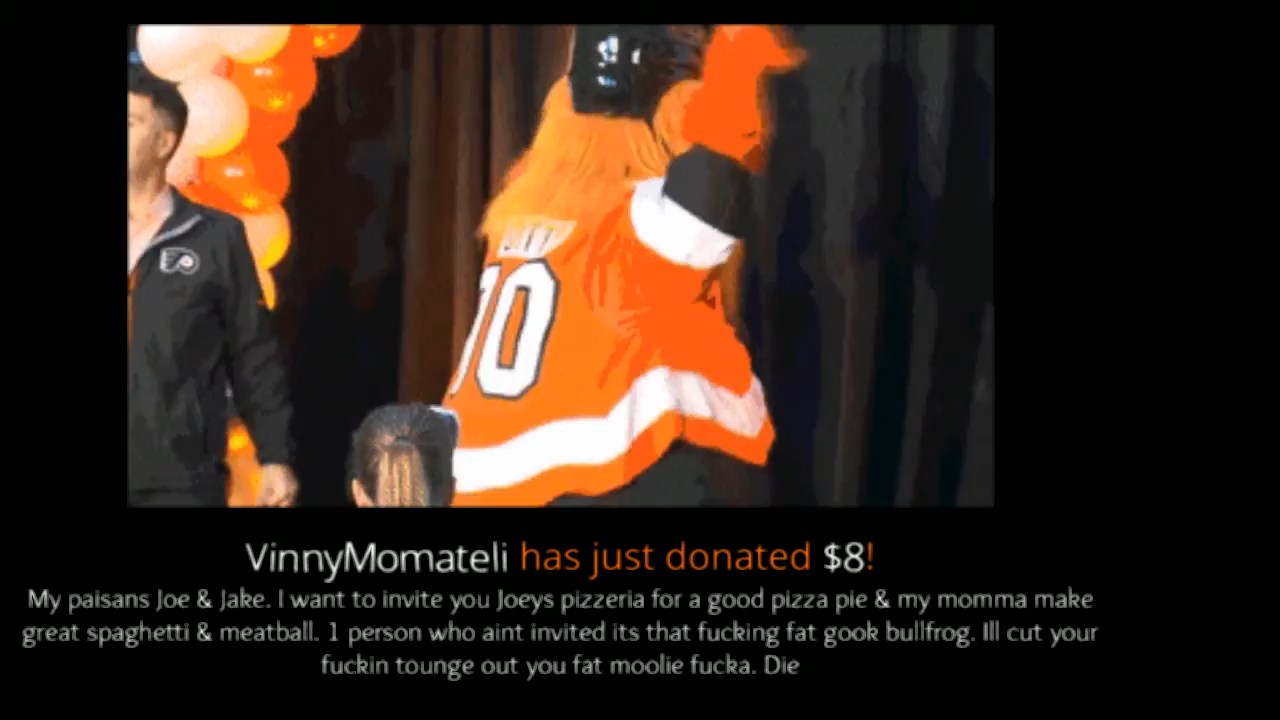 10
VinnyMomateli has just donated $8!
My paisans Joe & Jake. I want to invite you Joeys pizzeria for a good pizza pie & my momma make
great spaghetti & meatball. 1 person who aint invited its that fucking fat gook bullfrog. Ill cut your
fuckin tounge out you fat moolie fucka. Die